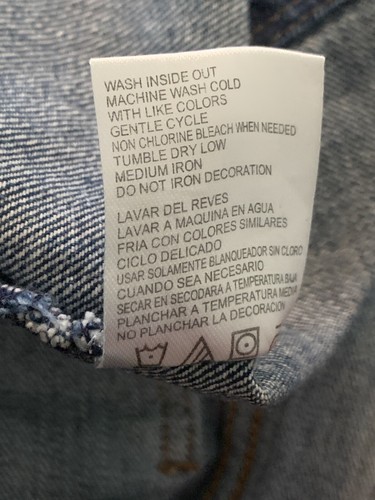 WASH INSIDE OUT
MACHINE WASH COLD
WITH LIKE COLORS
GENTLE CYCLE
NON CHLORINE BLEACH WHEN NEEDED
TUMBLE DRY LOW
MEDIUM IRON
DO NOT IRON DECORATION
LAVAR DEL REVES
LAVAR A MAQUINA EN AGUA
FRIA CON COLORES SIMILARES
CICLO DELICADO
USAR SOLAMENTE BLANQUEADOR SIN CLORO
CUANDO SEA NECESARIO
SECAR EN SECODARA A TEMPERATURA BAJA
PLANCHAR A TEMPERATURA MEDIA
NO PLANCHAR LA DECORACION